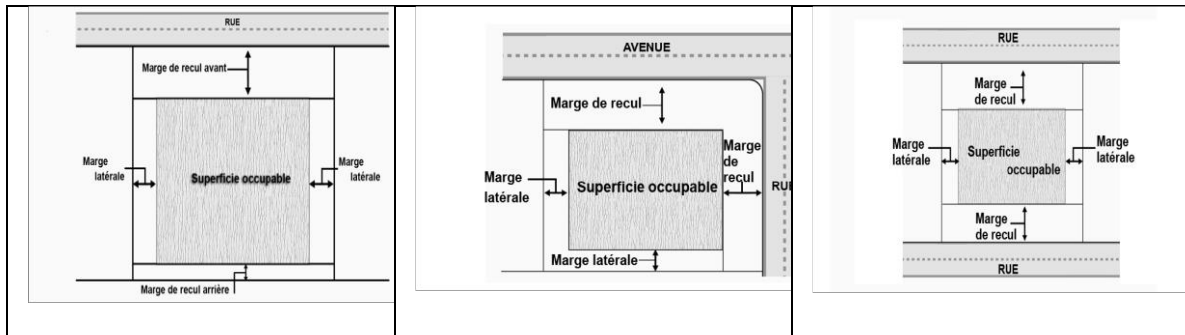 RUE
Marge de recul avant
Marge
latérale
Superficie occupable
Marge
latérale
Marge de recul arrière
AVENUE
Marge de recul
Marge
de
recul
Marge
latérale
Superficie occupable
RUE
Marge latérale
RUE
Marge
de recul
Marge
latérale
Superficie
occupable
Marge
latérale
Marge
de recul
RUE